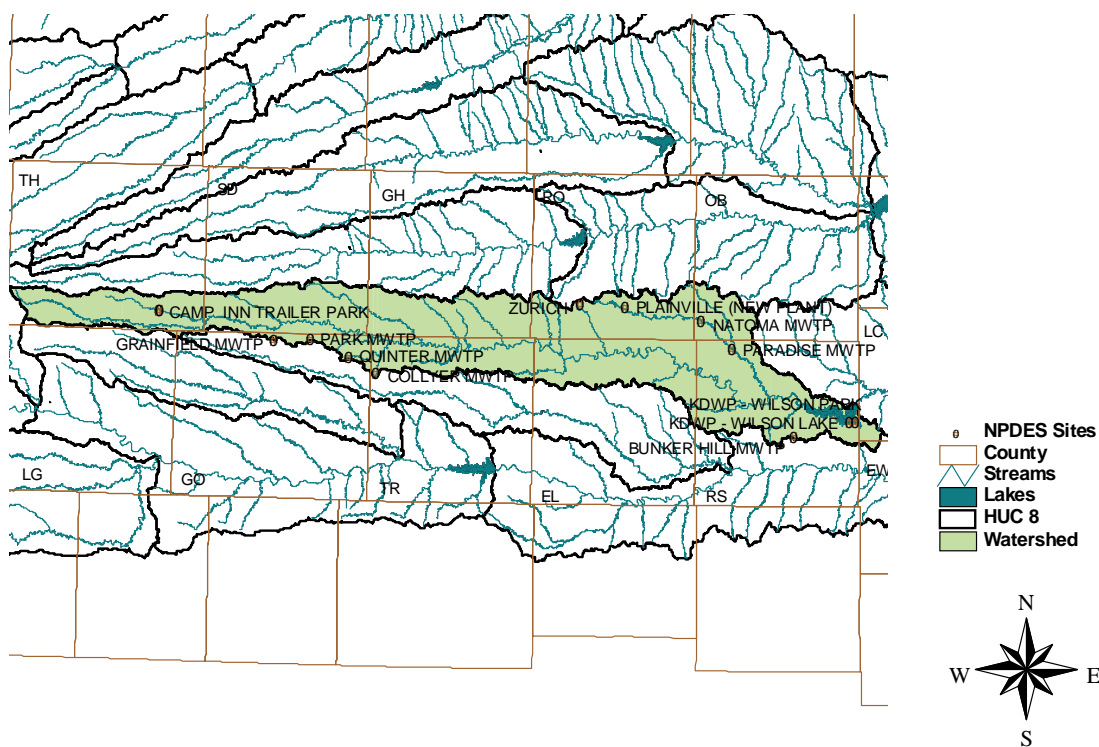 TH
SD
GH
RO
OB
CAMP INN TRAILER PARK
ZURICH
PLAINVILLE (NEW PLANT)
NATOMA MWTP
LC
GRAINFIELD MWTP
PARK MWTP
PARADISE MWTP
QUINTER MWTP
COLLYER MWTP
KDWP - WILSON PARK
KDWP - WILSON LAKE
BUNKER HILL MWTP
LG
GO
TR
EL
RS
EW
NPDES Sites
County
Streams
Lakes
HUC 8
Watershed
N
W
E
S